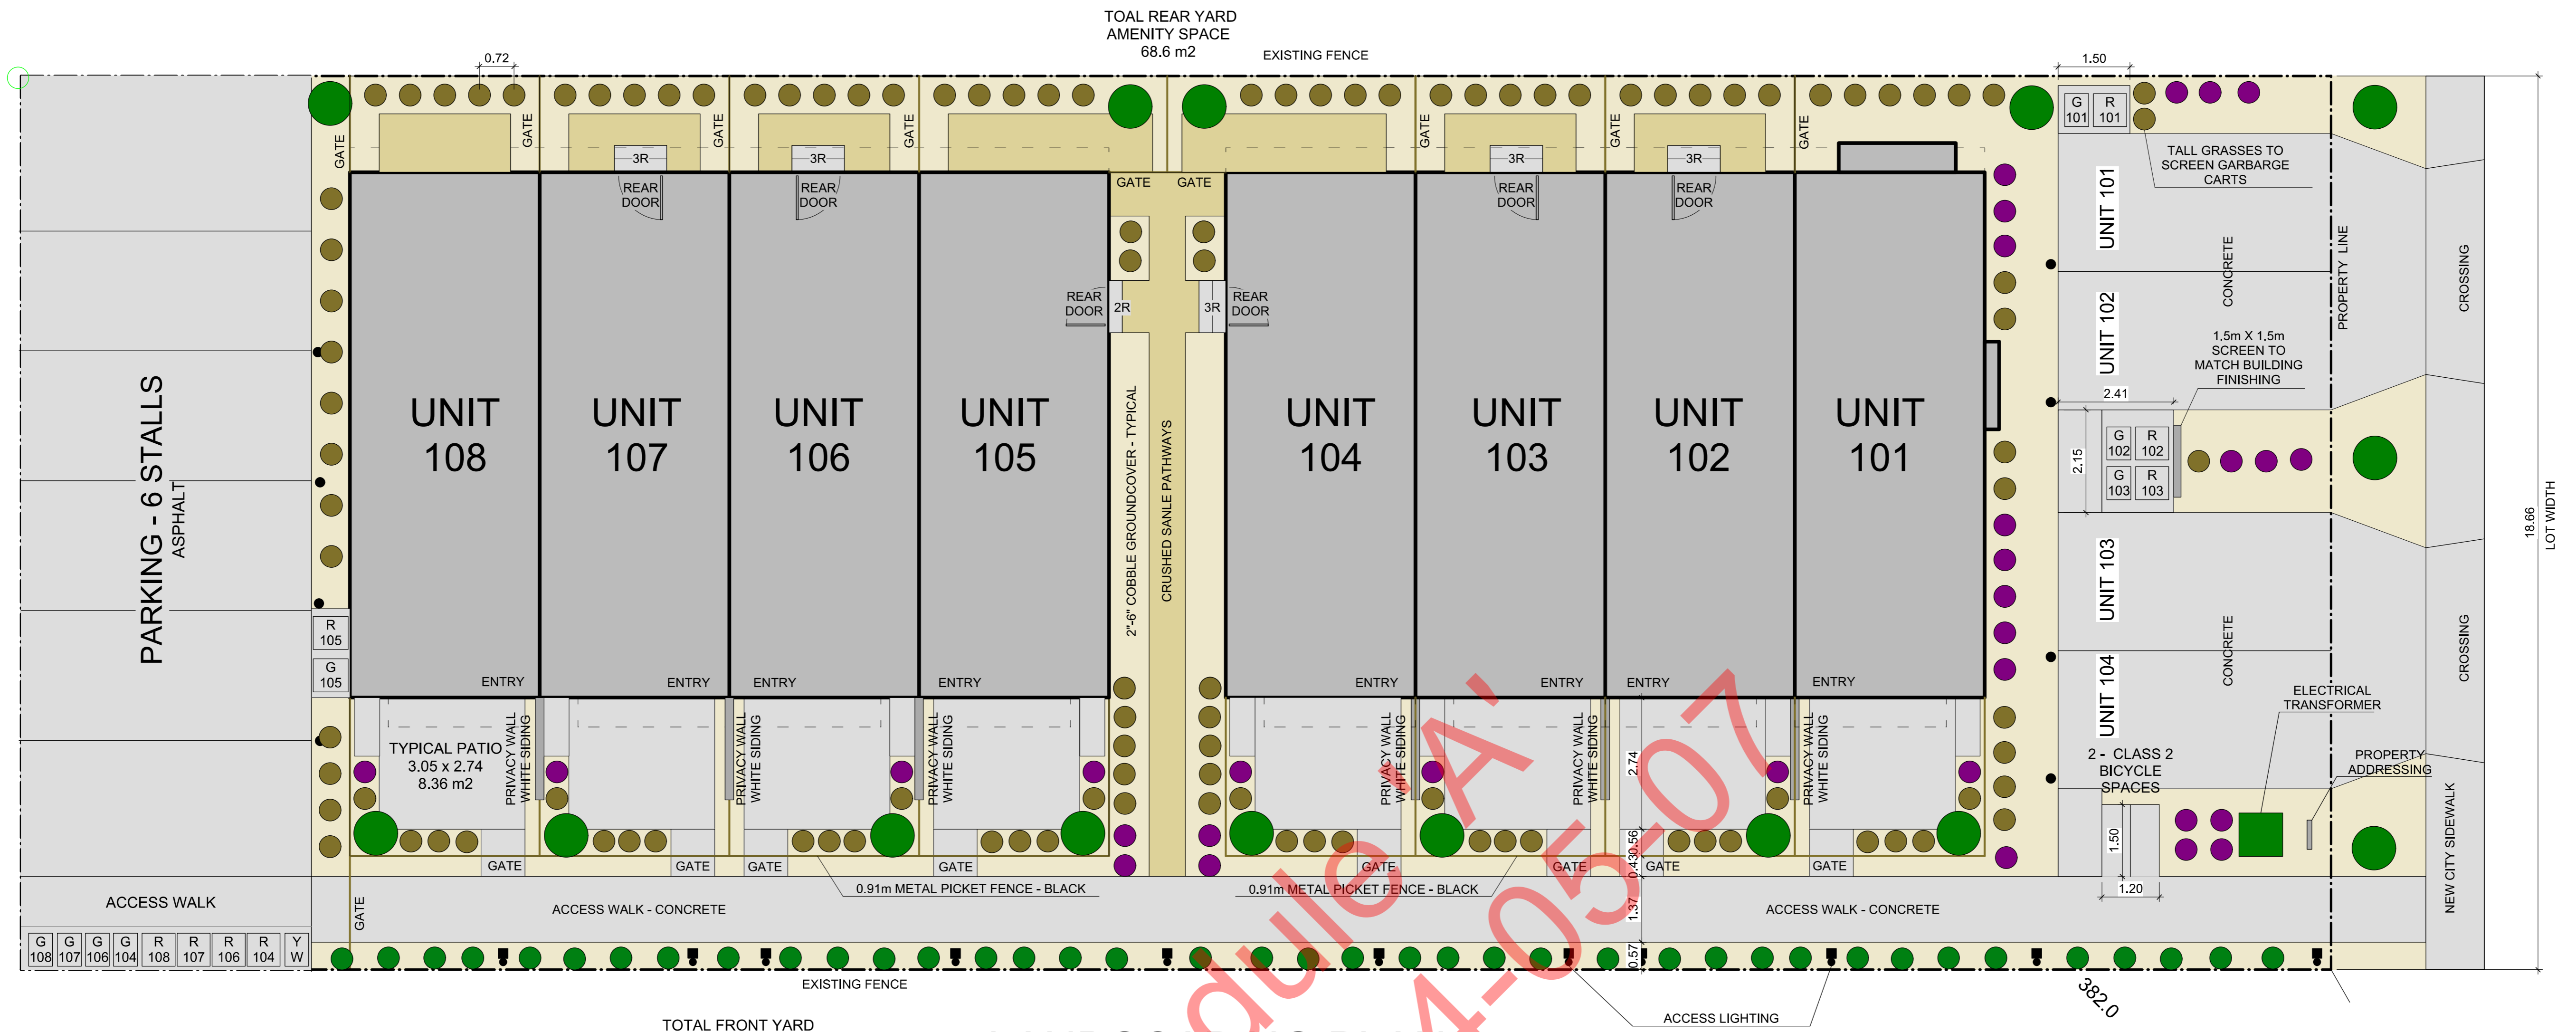 TOAL REAR YARD
AMENITY SPACE
68.6 m2
EXISTING FENCE
0.72
1.50
GATE
GATE
GATE
GATE
GATE
GATE
GATE
G
101
R
101
TALL GRASSES TO
SCREEN GARBARGE
CARTS
3R
3R
3R
3R
REAR
DOOR
REAR
DOOR
REAR
DOOR
REAR
DOOR
GATE
GATE
REAR
DOOR
2R
3R
REAR
DOOR
UNIT 101
UNIT 102
CONCRETE
PROPERTY LINE
CROSSING
1.5m X 1.5m
SCREEN TO
MATCH BUILDING
FINISHING
2.41
2.15
G
102
R
102
G
103
R
103
PARKING - 6 STALLS
ASPHALT
UNIT
108
UNIT
107
UNIT
106
UNIT
105
2"-6" COBBLE GROUNDCOVER - TYPICAL
CRUSHED SANLE PATHWAYS
UNIT
104
UNIT
103
UNIT
102
UNIT
101
18.66
LOT WIDTH
UNIT 103
UNIT 104
CONCRETE
CROSSING
R
105
G
105
ENTRY
ENTRY
ENTRY
ENTRY
ENTRY
ENTRY
ENTRY
ENTRY
ELECTRICAL
TRANSFORMER
PROPERTY
ADDRESSING
2 - CLASS 2
BICYCLE
SPACES
TYPICAL PATIO
3.05 x 2.74
8.36 m2
PRIVACY WALL
WHITE SIDING
PRIVACY WALL
WHITE SIDING
PRIVACY WALL
WHITE SIDING
PRIVACY WALL
WHITE SIDING
PRIVACY WALL
WHITE SIDING
PRIVACY WALL
WHITE SIDING
2.74
0.56
0.43
1.37
0.57
1.50
1.20
NEW CITY SIDEWALK
GATE
GATE
GATE
GATE
GATE
GATE
GATE
GATE
0.91m METAL PICKET FENCE - BLACK
0.91m METAL PICKET FENCE - BLACK
ACCESS WALK
GATE
ACCESS WALK - CONCRETE
ACCESS WALK - CONCRETE
G
108
G
107
G
106
G
104
R
108
R
107
R
106
R
104
Y
W
EXISTING FENCE
382.0
ACCESS LIGHTING
TOTAL FRONT YARD
dule 'A'
4-05-07